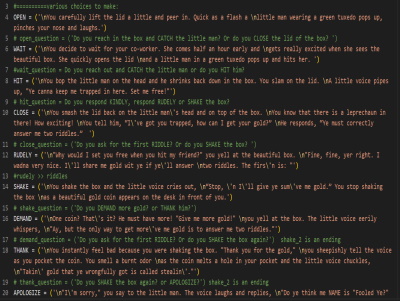 3 #===========various choices to make:
4 OPEN = ('\nYou carefully lift the lid a little and peer in. Quick as a flash a \nlittle man wearing a green tuxedo pops up,
pinches your nose and laughs.')
5 # open_question = ('Do you reach in the box and CATCH the little man? Or do you CLOSE the lid of the box? ')
6 WAIT = ('\nYou decide to wait for your co-worker. She comes half an hour early and \ngets really excited when she sees the
beautiful box. She quickly opens the lid \nand a little man in a green tuxedo pops up and hits her. ')
7 #wait_question = Do you reach out and CATCH the little man or do you HIT him?
8 HIT = ('\nYou bop the little man on the head and he shrinks back down in the box. You slam on the lid. \nA little voice pipes
up, "Ye canna keep me trapped in here. Set me free!"')
9 # hit_question = Do you respond KINDLY, respond RUDELY or SHAKE the box?
10 CLOSE = ('\nYou smash the lid back on the little man\'s head and on top of the box. \nYou know that there is a leprechaun in
there! How exciting! \nYou tell him, "I\'ve got you trapped, how can I get your gold?" \nHe responds, "Ye must correctly
answer me two riddles." ')
11 # close_question = ('Do you ask for the first RIDDLE? Or do you SHAKE the box? ')
12 RUDELY = ('\n"Why would I set you free when you hit my friend?" you yell at the beautiful box. \n"Fine, fine, yer right. I
wadna very nice. I\'ll share me gold wit ye if ye\'ll answer \ntwo riddles. The firs\'n is: "')
13 #rudely >> riddles
14 SHAKE = ('\nYou shake the box and the little voice cries out, \n"Stop, \'n I\'ll give ye sum\'ve me gold." You stop shaking
the box \nas a beautiful gold coin appears on the desk in front of you.')
15 # shake_question = ('Do you DEMAND more gold? or THANK him?')
16 DEMAND = ('\nOne coin? That\'s it? He must have more! "Give me more gold!" \nyou yell at the box. The little voice eerily
whispers, \n"Ay, but the only way to get more\'ve me gold is to answer me two riddles."')
17 # demand_question = ('Do you ask for the first RIDDLE? Or do you SHAKE the box again?') shake_2 is an ending
18 THANK = ('\nYou instantly feel bad because you were shaking the box. "Thank you for the gold," \nyou sheepishly tell the voice
as you pocket the coin. You smell a burnt odor \nas the coin melts a hole in your pocket and the little voice chuckles,
\n"Takin\' gold that ye wrongfully got is called stealin\'."')
19 # thank_question = ('Do you SHAKE the box again or APOLOGIZE?') shake_2 is an ending
20 APOLOGIZE = ('\n"I\'m sorry," you say to the little man. The voice laughs and replies, \n"Do ye think me NAME is "Fooled Ye?"